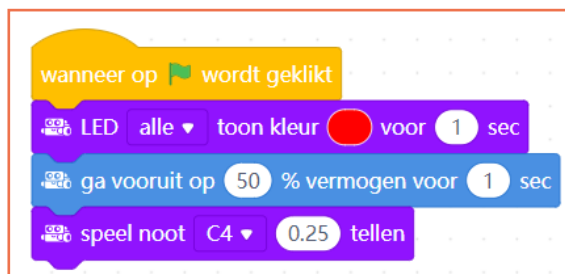 wanneer op wordt geklikt
LED alle toon kleur voor 1 sec
ga vooruit op 50 % vermogen voor 1 sec
speel noot C4 0.25 tellen